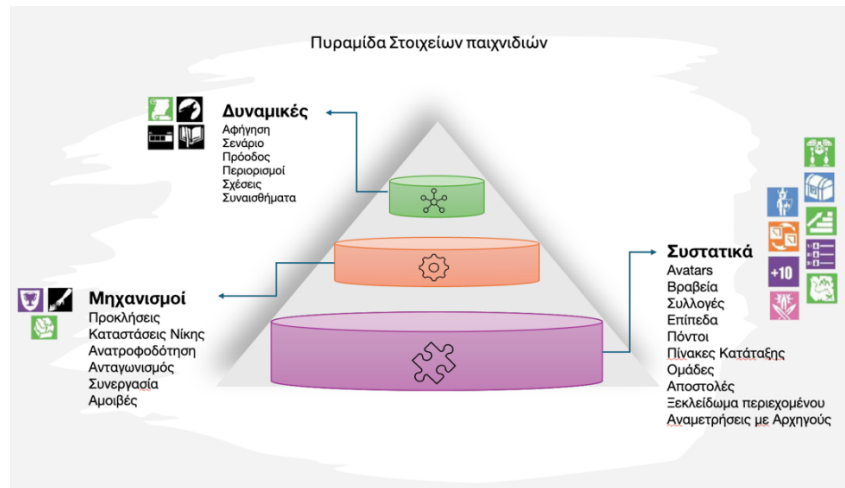 Πυραμίδα Στοιχείων παιχνιδιών
Δυναμικές
Αφήγηση
Σενάριο
Πρόοδος
Περιορισμοί
Σχέσεις
Συναισθήματα
Μηχανισμοί
Προκλήσεις
Καταστάσεις Νίκης
Ανατροφοδότηση
Ανταγωνισμός
Συνεργασία
Αμοιβές
+10
Συστατικά
Avatars
Βραβεία
Συλλογές
Επίπεδα
Πόντοι
Πίνακες Κατάταξης
Ομάδες
Αποστολές
Ξεκλείδωμα περιεχομένου
Αναμετρήσεις με Αρχηγούς